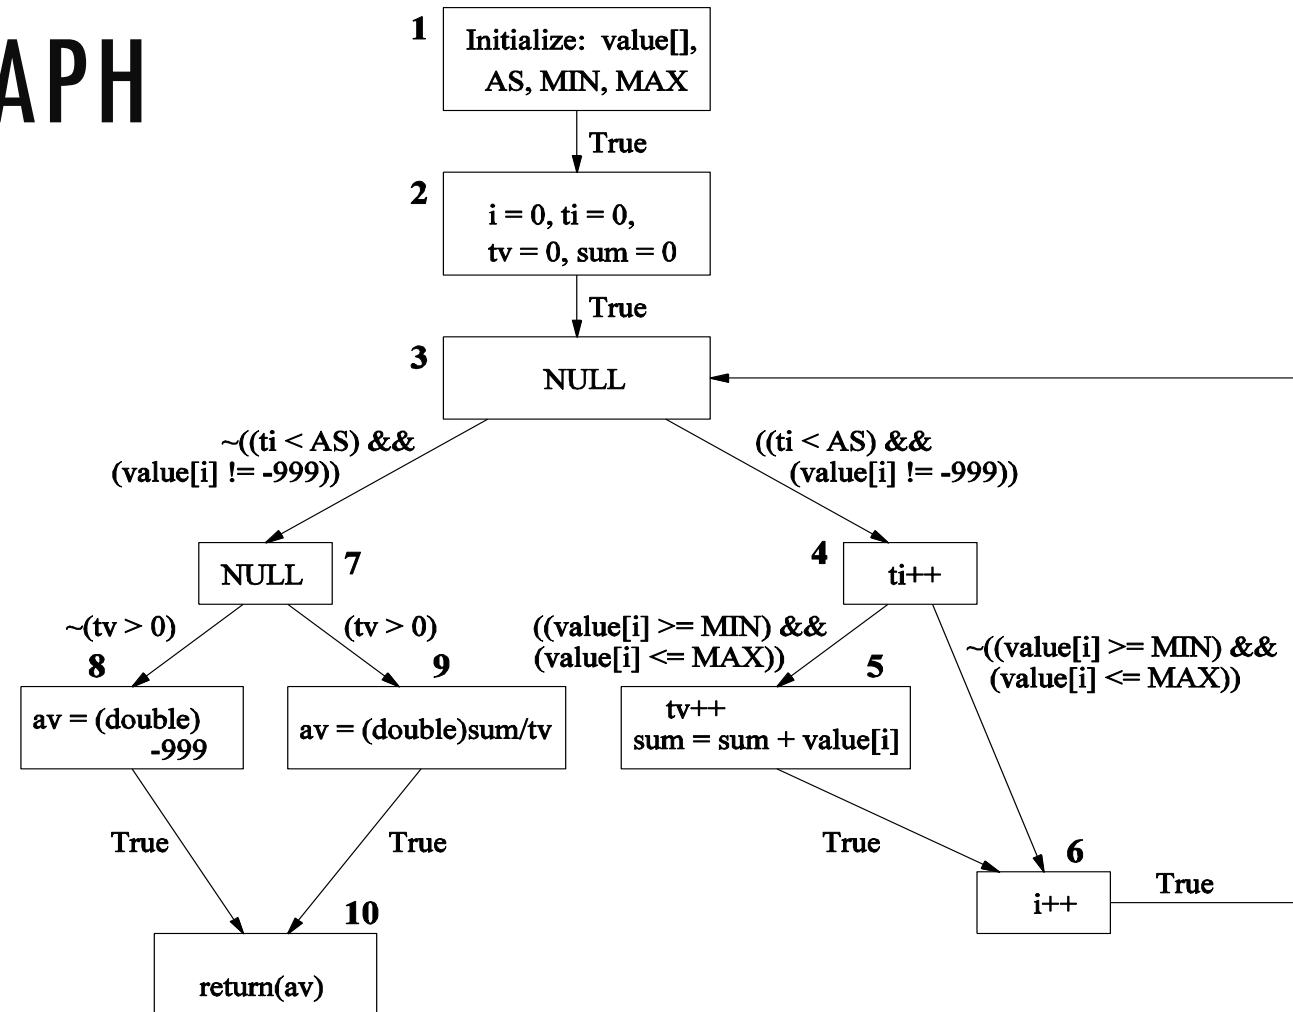 APH
1
Initialize: value[],
AS, MIN, MAX
True
2
i = 0, ti = 0,
tv = 0, sum = 0
True
3
NULL
~((ti < AS) &&
(value[i] != -999))
((ti < AS) &&
(value[i] != -999))
NULL
7
4
ti++
~(tv > 0)
(tv > 0)
((value[i] >= MIN) &&
(value[i] <= MAX))
~((value[i] >= MIN) &&
(value[i] <= MAX))
8
9
5
av = (double)
-999
av = (double)sum/tv
tv++
sum = sum + value[i]
True
True
True
6
i++
True
10
return(av)